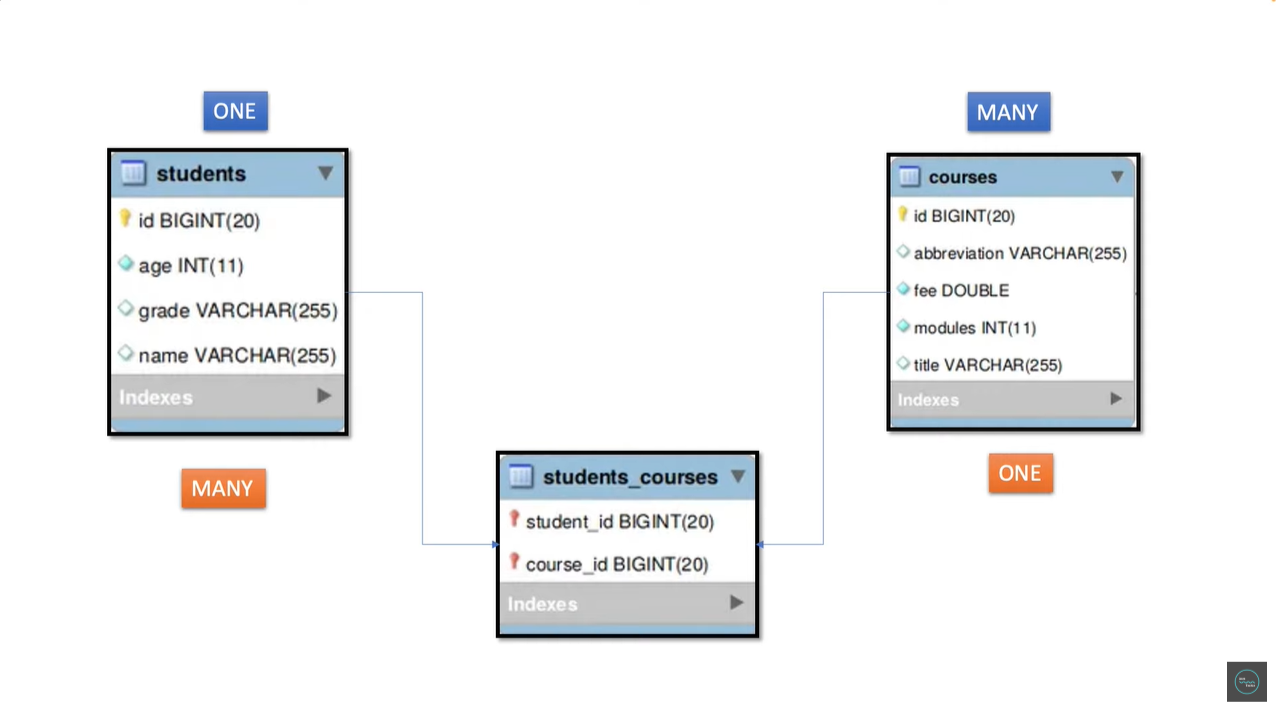 ONE
MANY
students
id BIGINT(20)
age INT(11)
grade VARCHAR(255)
name VARCHAR(255)
Indexes
courses
id BIGINT(20)
abbreviation VARCHAR(255)
fee DOUBLE
modules INT(11)
title VARCHAR(255)
Indexes
MANY
ONE
students_courses
student_id BIGINT(20)
course_id BIGINT(20)
Indexes